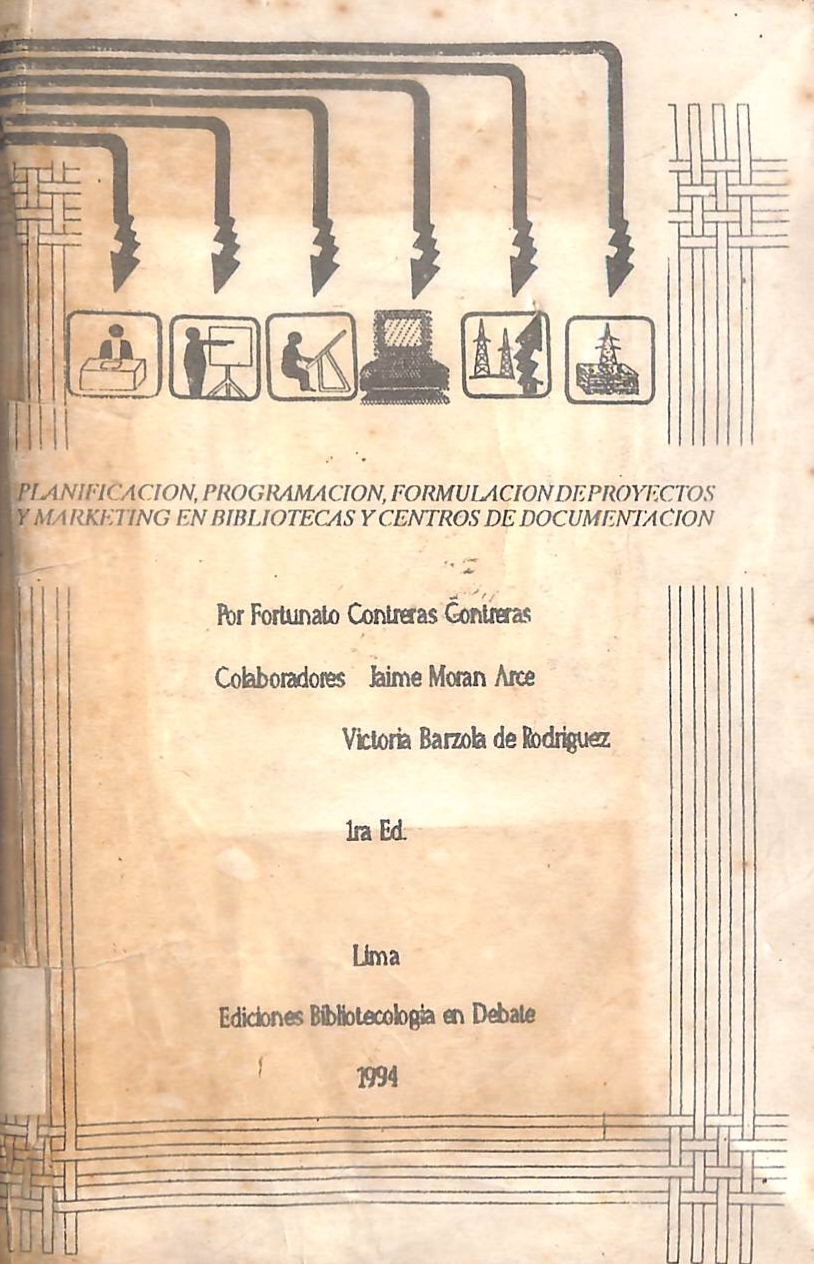 PLANIFICACION, PROGRAMACION, FORMULACION DE PROYECTOS
Y MARKETING EN BIBLIOTECAS Y CENTROS DE DOCUMENTACION
Por Fortunato Contreras Contreras
Colaboradores Jaime Moran Arce
Victoria Barzola de Rodriguez
1ra Ed.
Lima
Ediciones Bibliotecologia en Debate
1994